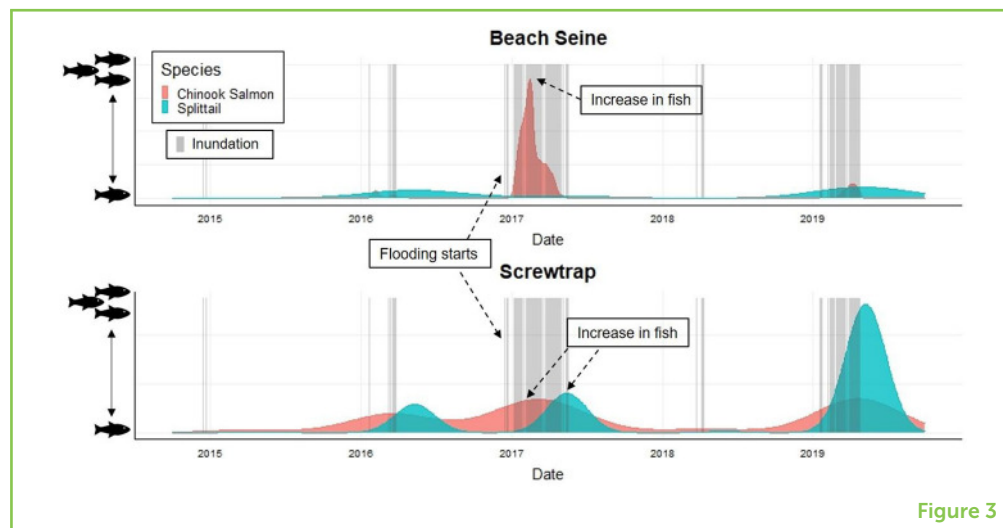 Beach Seine
Species
Chinook Salmon
Splittail
Inundation
Increase in fish
2015
2016
2017
2018
2019
Date
Flooding starts
Screwtrap
Increase in fish
2015
2016
2017
2018
2019
Date
Figure 3